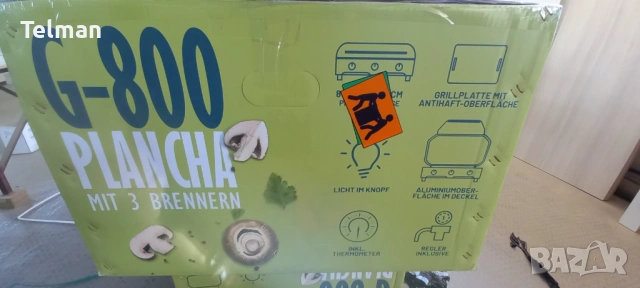 Telman
G-800
PLANCHA
MIT 3 BRENNERN
GRILLPLATTE MIT
ANTIHAFT-OBERFLÄCHE
LICHT IM KNOPF
ALUMINIUMOBER-
FLÄCHE IM DECKEL
INKL.
THERMOMETER
REGLER
INKLUSIVE
BAZAR